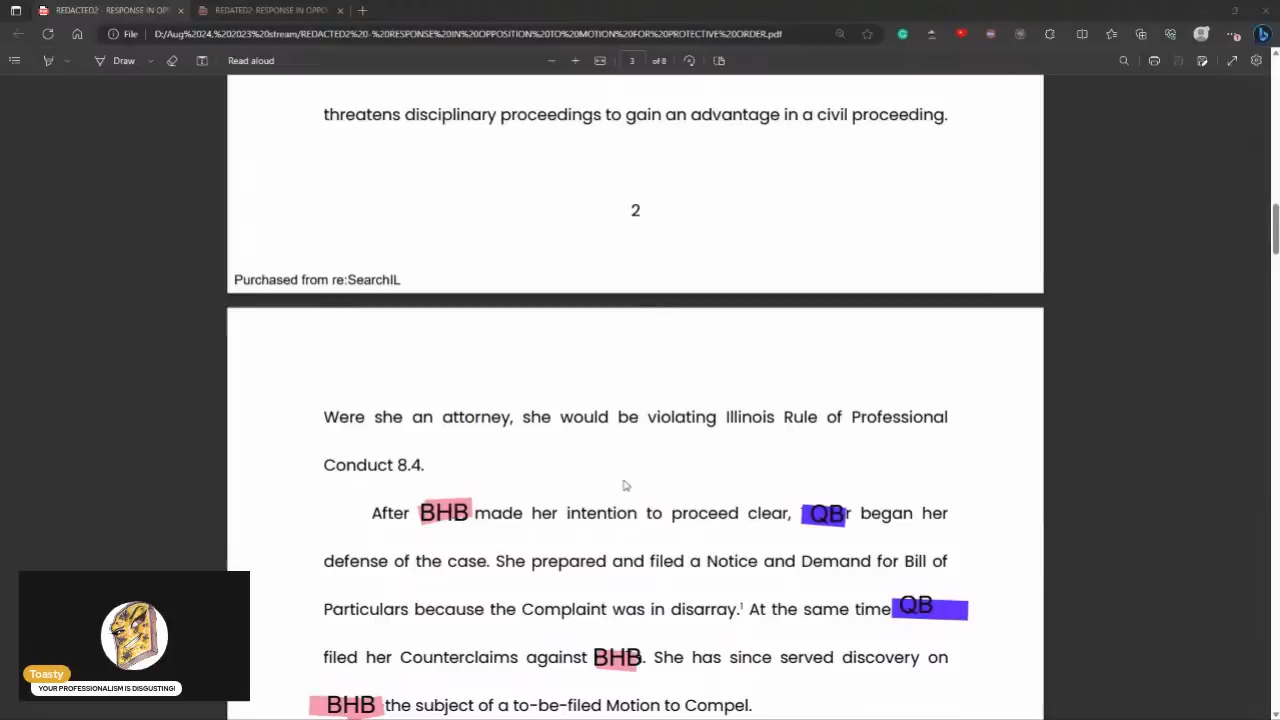 REDACTED2 - RESPONSE IN OPP
REDATED2: RESPONSE IN OPPO
File
D:/Aug%2024,%202023%20stream/REDACTED2%20-%20RESPONSE%20IN%20OPPOSITION%20TO%20MOTION%20FOR%20PROTECTIVE%20ORDER.pdf
Draw
Read aloud
3
of 8
threatens disciplinary proceedings to gain an advantage in a civil proceeding.
2
Purchased from re:SearchIL
Were she an attorney, she would be violating Illinois Rule of Professional
Conduct 8.4.
After BHB made her intention to proceed clear, QBr began her
defense of the case. She prepared and filed a Notice and Demand for Bill of
Particulars because the Complaint was in disarray.¹ At the same time QB
filed her Counterclaims against BHB. She has since served discovery on
BHB the subject of a to-be-filed Motion to Compel.
Toasty
YOUR PROFESSIONALISM IS DISGUSTING!